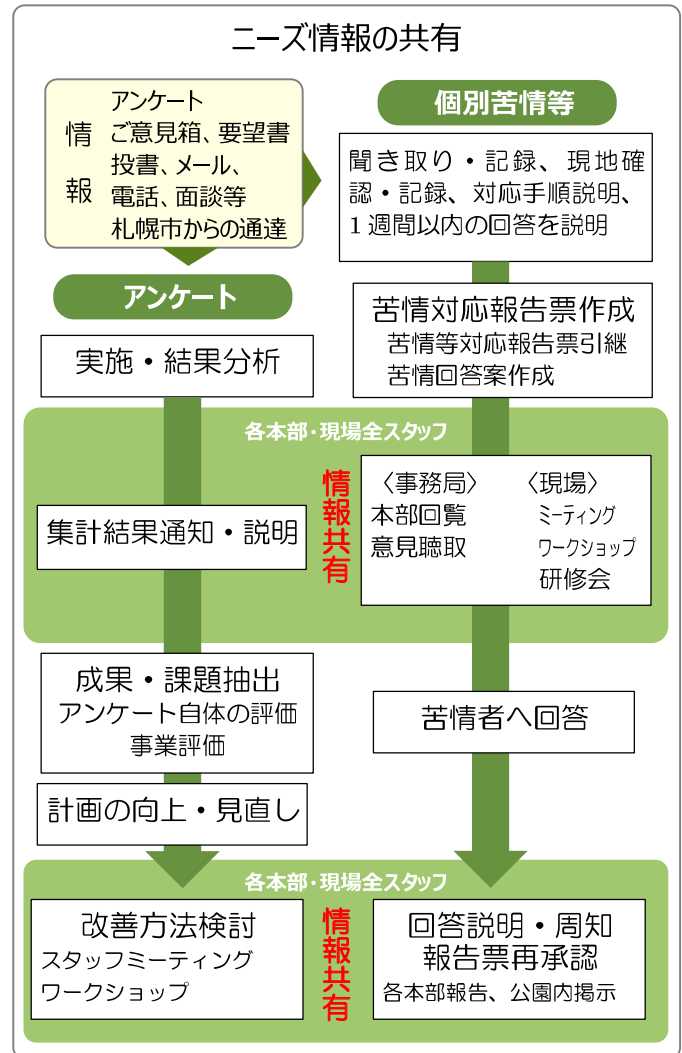 ニーズ情報の共有
情報
アンケート
ご意見箱、要望書
投書、メール、
電話、面談等
札幌市からの通達
アンケート
実施・結果分析
個別苦情等
聞き取り・記録、現地確
認・記録、対応手順説明、
1週間以内の回答を説明
苦情対応報告票作成
苦情等対応報告票引継
苦情回答案作成
各本部・現場全スタッフ
集計結果通知・説明
情報共有
〈事務局〉 〈現場〉
本部回覧 ミーティング
意見聴取 ワークショップ
研修会
成果・課題抽出
アンケート自体の評価
事業評価
計画の向上・見直し
苦情者へ回答
各本部・現場全スタッフ
改善方法検討
スタッフミーティング
ワークショップ
情報共有
回答説明・周知
報告票再承認
各本部報告、公園内掲示